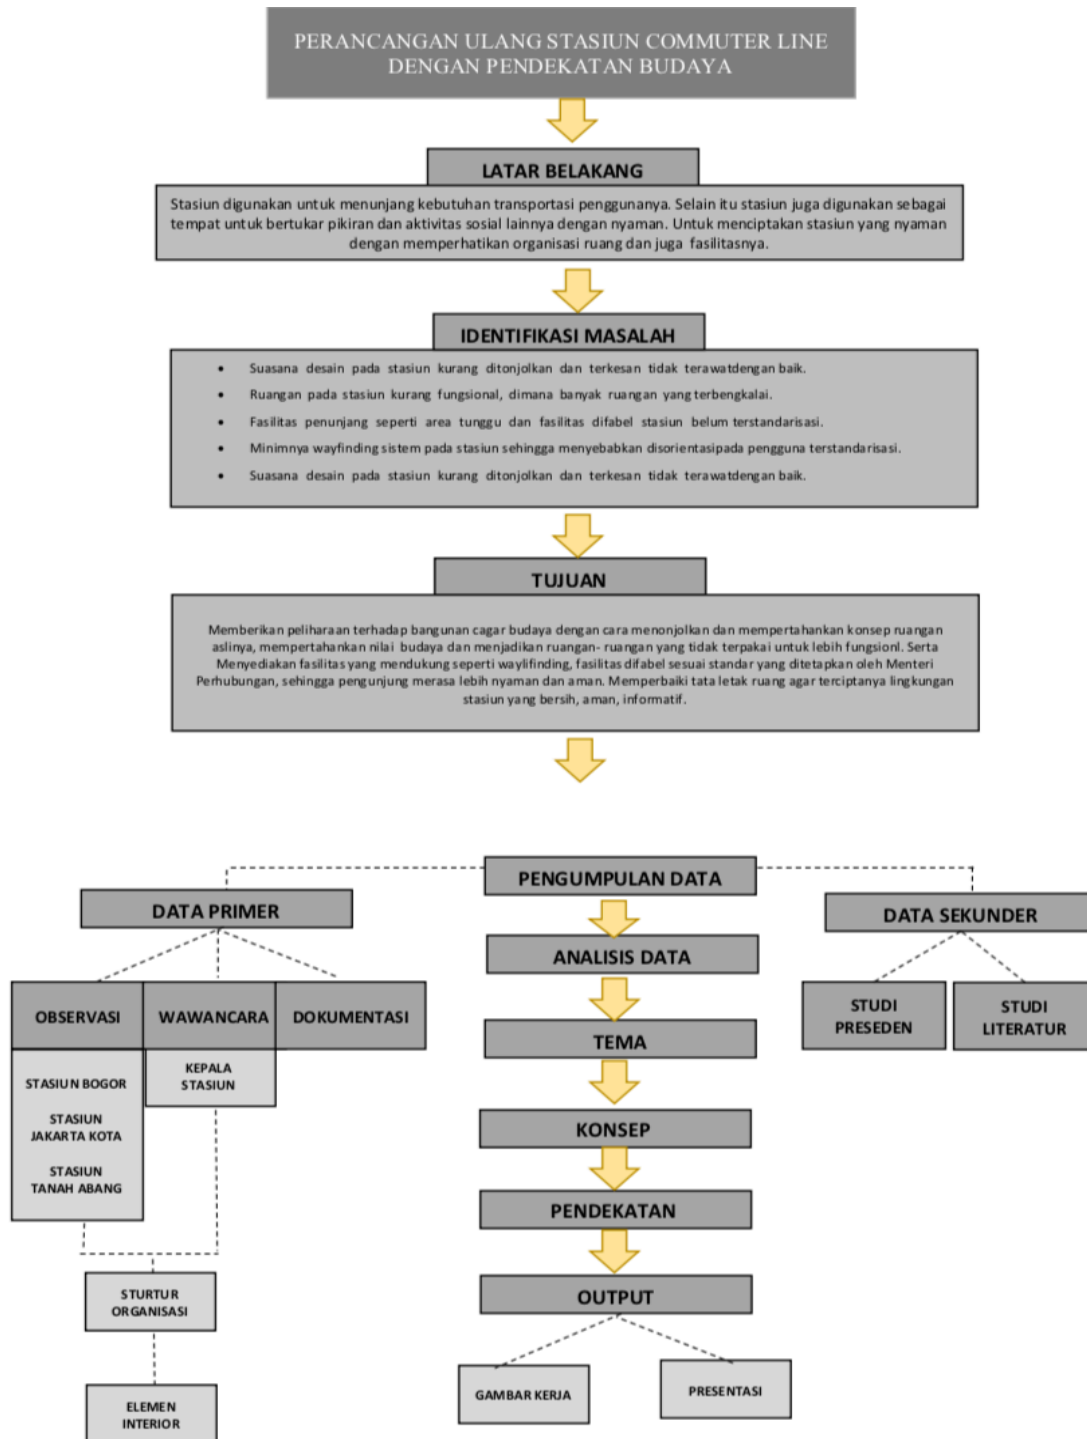 PERANCANGAN ULANG STASIUN COMMUTER LINE
DENGAN PENDEKATAN BUDAYA
LATAR BELAKANG
Stasiun digunakan untuk menunjang kebutuhan transportasi penggunanya. Selain itu stasiun juga digunakan sebagai
tempat untuk bertukar pikiran dan aktivitas sosial lainnya dengan nyaman. Untuk menciptakan stasiun yang nyaman
dengan memperhatikan organisasi ruang dan juga fasilitasnya.
IDENTIFIKASI MASALAH
• Suasana desain pada stasiun kurang ditonjolkan dan terkesan tidak terawatdengan baik.
• Ruangan pada stasiun kurang fungsional, dimana banyak ruangan yang terbengkalai.
• Fasilitas penunjang seperti area tunggu dan fasilitas difabel stasiun belum terstandarisasi.
• Minimnya wayfinding sistem pada stasiun sehingga menyebabkan disorientasipada pengguna terstandarisasi.
• Suasana desain pada stasiun kurang ditonjolkan dan terkesan tidak terawatdengan baik.
TUJUAN
Memberikan peliharaan terhadap bangunan cagar budaya dengan cara menonjolkan dan mempertahankan konsep ruangan
aslinya, mempertahankan nilai budaya dan menjadikan ruangan- ruangan yang tidak terpakai untuk lebih fungsionl. Serta
Menyediakan fasilitas yang mendukung seperti waylifinding, fasilitas difabel sesuai standar yang ditetapkan oleh Menteri
Perhubungan, sehingga pengunjung merasa lebih nyaman dan aman. Memperbaiki tata letak ruang agar terciptanya lingkungan
stasiun yang bersih, aman, informatif.
PENGUMPULAN DATA
DATA PRIMER
DATA SEKUNDER
ANALISIS DATA
OBSERVASI
WAWANCARA
DOKUMENTASI
STUDI
PRESEDEN
STUDI
LITERATUR
TEMA
STASIUN BOGOR
STASIUN
JAKARTA KOTA
STASIUN
TANAH ABANG
KEPALA
STASIUN
KONSEP
PENDEKATAN
STURTUR
ORGANISASI
OUTPUT
ELEMEN
INTERIOR
GAMBAR KERJA
PRESENTASI